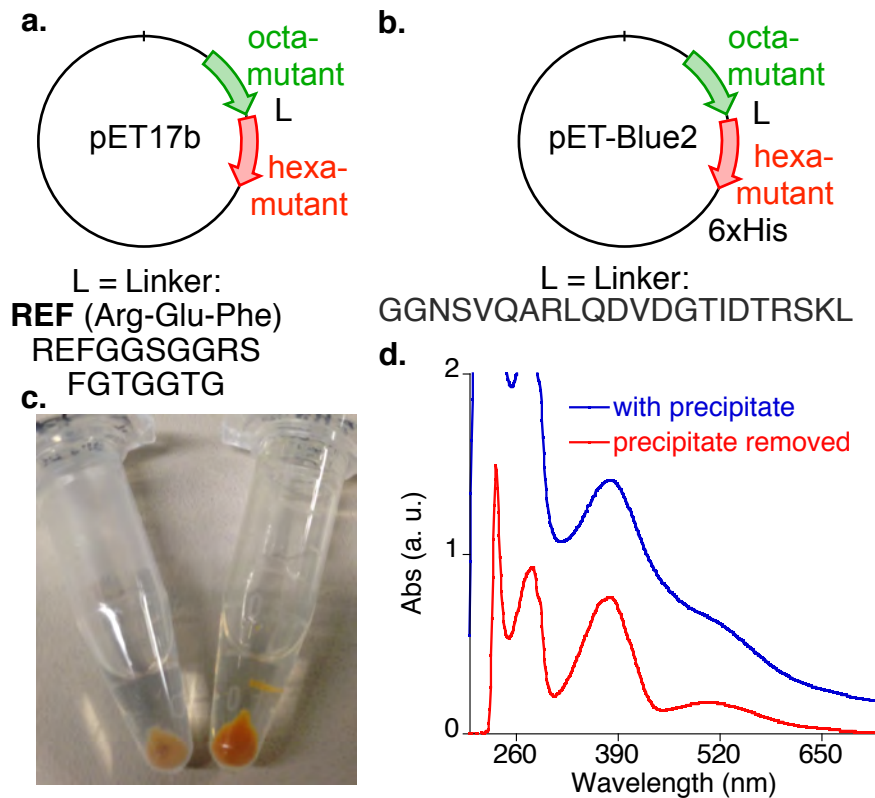 a.
octa-
mutant
L
pET17b
hexa-
mutant
L = Linker:
REF (Arg-Glu-Phe)
REFGGSGGRS
FGTGGTG
b.
octa-
mutant
L
pET-Blue2
hexa-
mutant
6xHis
L = Linker:
GGNSVQARLQDVDGTIDTRSKL
c.
d.
2
with precipitate
precipitate removed
1
Abs (a. u.)
0
260 390 520 650
Wavelength (nm)